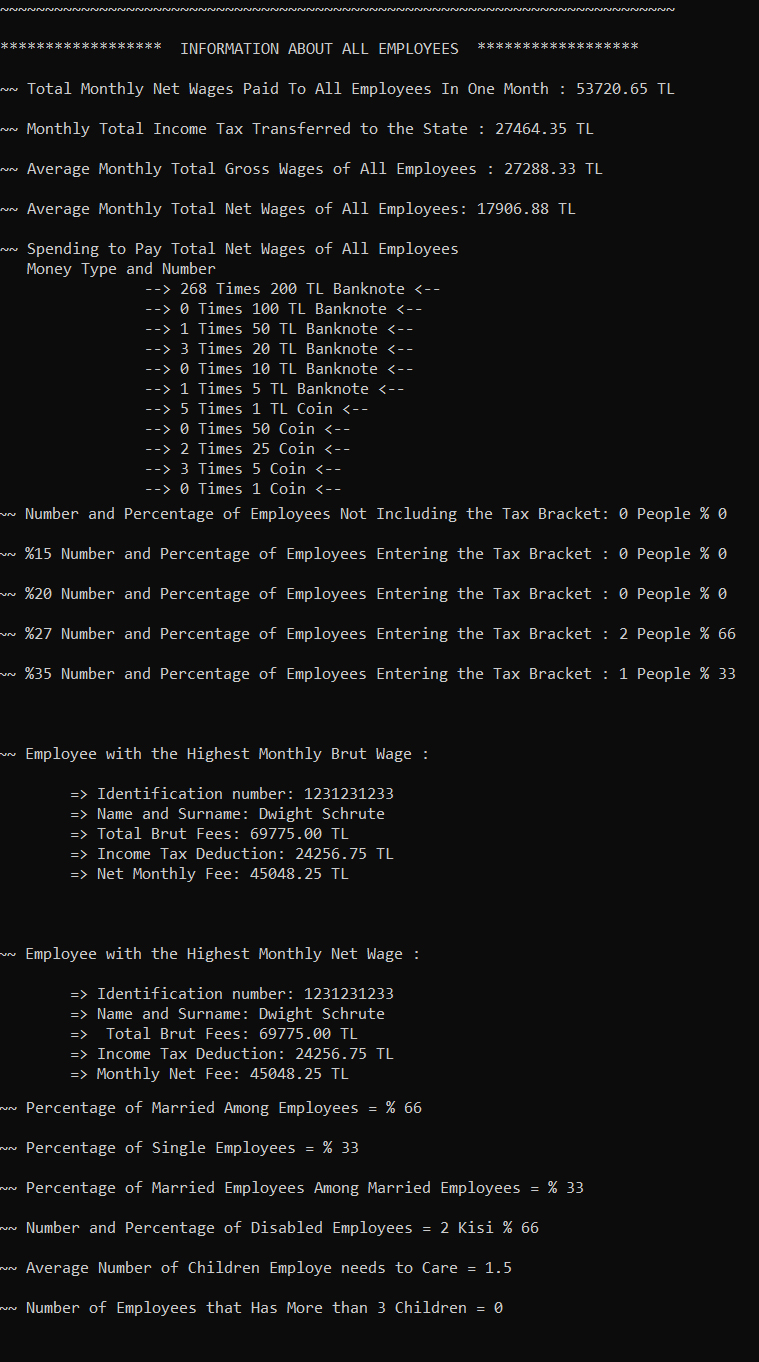 ~~~~~~~~~~~~~~~~~~~~~~~~~~~~~~~~~~~~~~~~~~~~~~~~~~~~~~~~~~~~~~~~~~~~~~~~~~~
****************** INFORMATION ABOUT ALL EMPLOYEES ******************
~~ Total Monthly Net Wages Paid To All Employees In One Month : 53720.65 TL
~~ Monthly Total Income Tax Transferred to the State : 27464.35 TL
~~ Average Monthly Total Gross Wages of All Employees : 27288.33 TL
~~ Average Monthly Total Net Wages of All Employees: 17906.88 TL
~~ Spending to Pay Total Net Wages of All Employees
Money Type and Number
--> 268 Times 200 TL Banknote <--
--> 0 Times 100 TL Banknote <--
--> 1 Times 50 TL Banknote <--
--> 3 Times 20 TL Banknote <--
--> 0 Times 10 TL Banknote <--
--> 1 Times 5 TL Banknote <--
--> 5 Times 1 TL Coin <--
--> 0 Times 50 Coin <--
--> 2 Times 25 Coin <--
--> 3 Times 5 Coin <--
--> 0 Times 1 Coin <--
~~ Number and Percentage of Employees Not Including the Tax Bracket: 0 People % 0
~~ %15 Number and Percentage of Employees Entering the Tax Bracket : 0 People % 0
~~ %20 Number and Percentage of Employees Entering the Tax Bracket : 0 People % 0
~~ %27 Number and Percentage of Employees Entering the Tax Bracket : 2 People % 66
~~ %35 Number and Percentage of Employees Entering the Tax Bracket : 1 People % 33
~~ Employee with the Highest Monthly Brut Wage :
=> Identification number: 1231231233
=> Name and Surname: Dwight Schrute
=> Total Brut Fees: 69775.00 TL
=> Income Tax Deduction: 24256.75 TL
=> Net Monthly Fee: 45048.25 TL
~~ Employee with the Highest Monthly Net Wage :
=> Identification number: 1231231233
=> Name and Surname: Dwight Schrute
=>  Total Brut Fees: 69775.00 TL
=> Income Tax Deduction: 24256.75 TL
=> Monthly Net Fee: 45048.25 TL
~~ Percentage of Married Among Employees = % 66
~~ Percentage of Single Employees = % 33
~~ Percentage of Married Employees Among Married Employees = % 33
~~ Number and Percentage of Disabled Employees = 2 Kisi % 66
~~ Average Number of Children Employe needs to Care = 1.5
~~ Number of Employees that Has More than 3 Children = 0